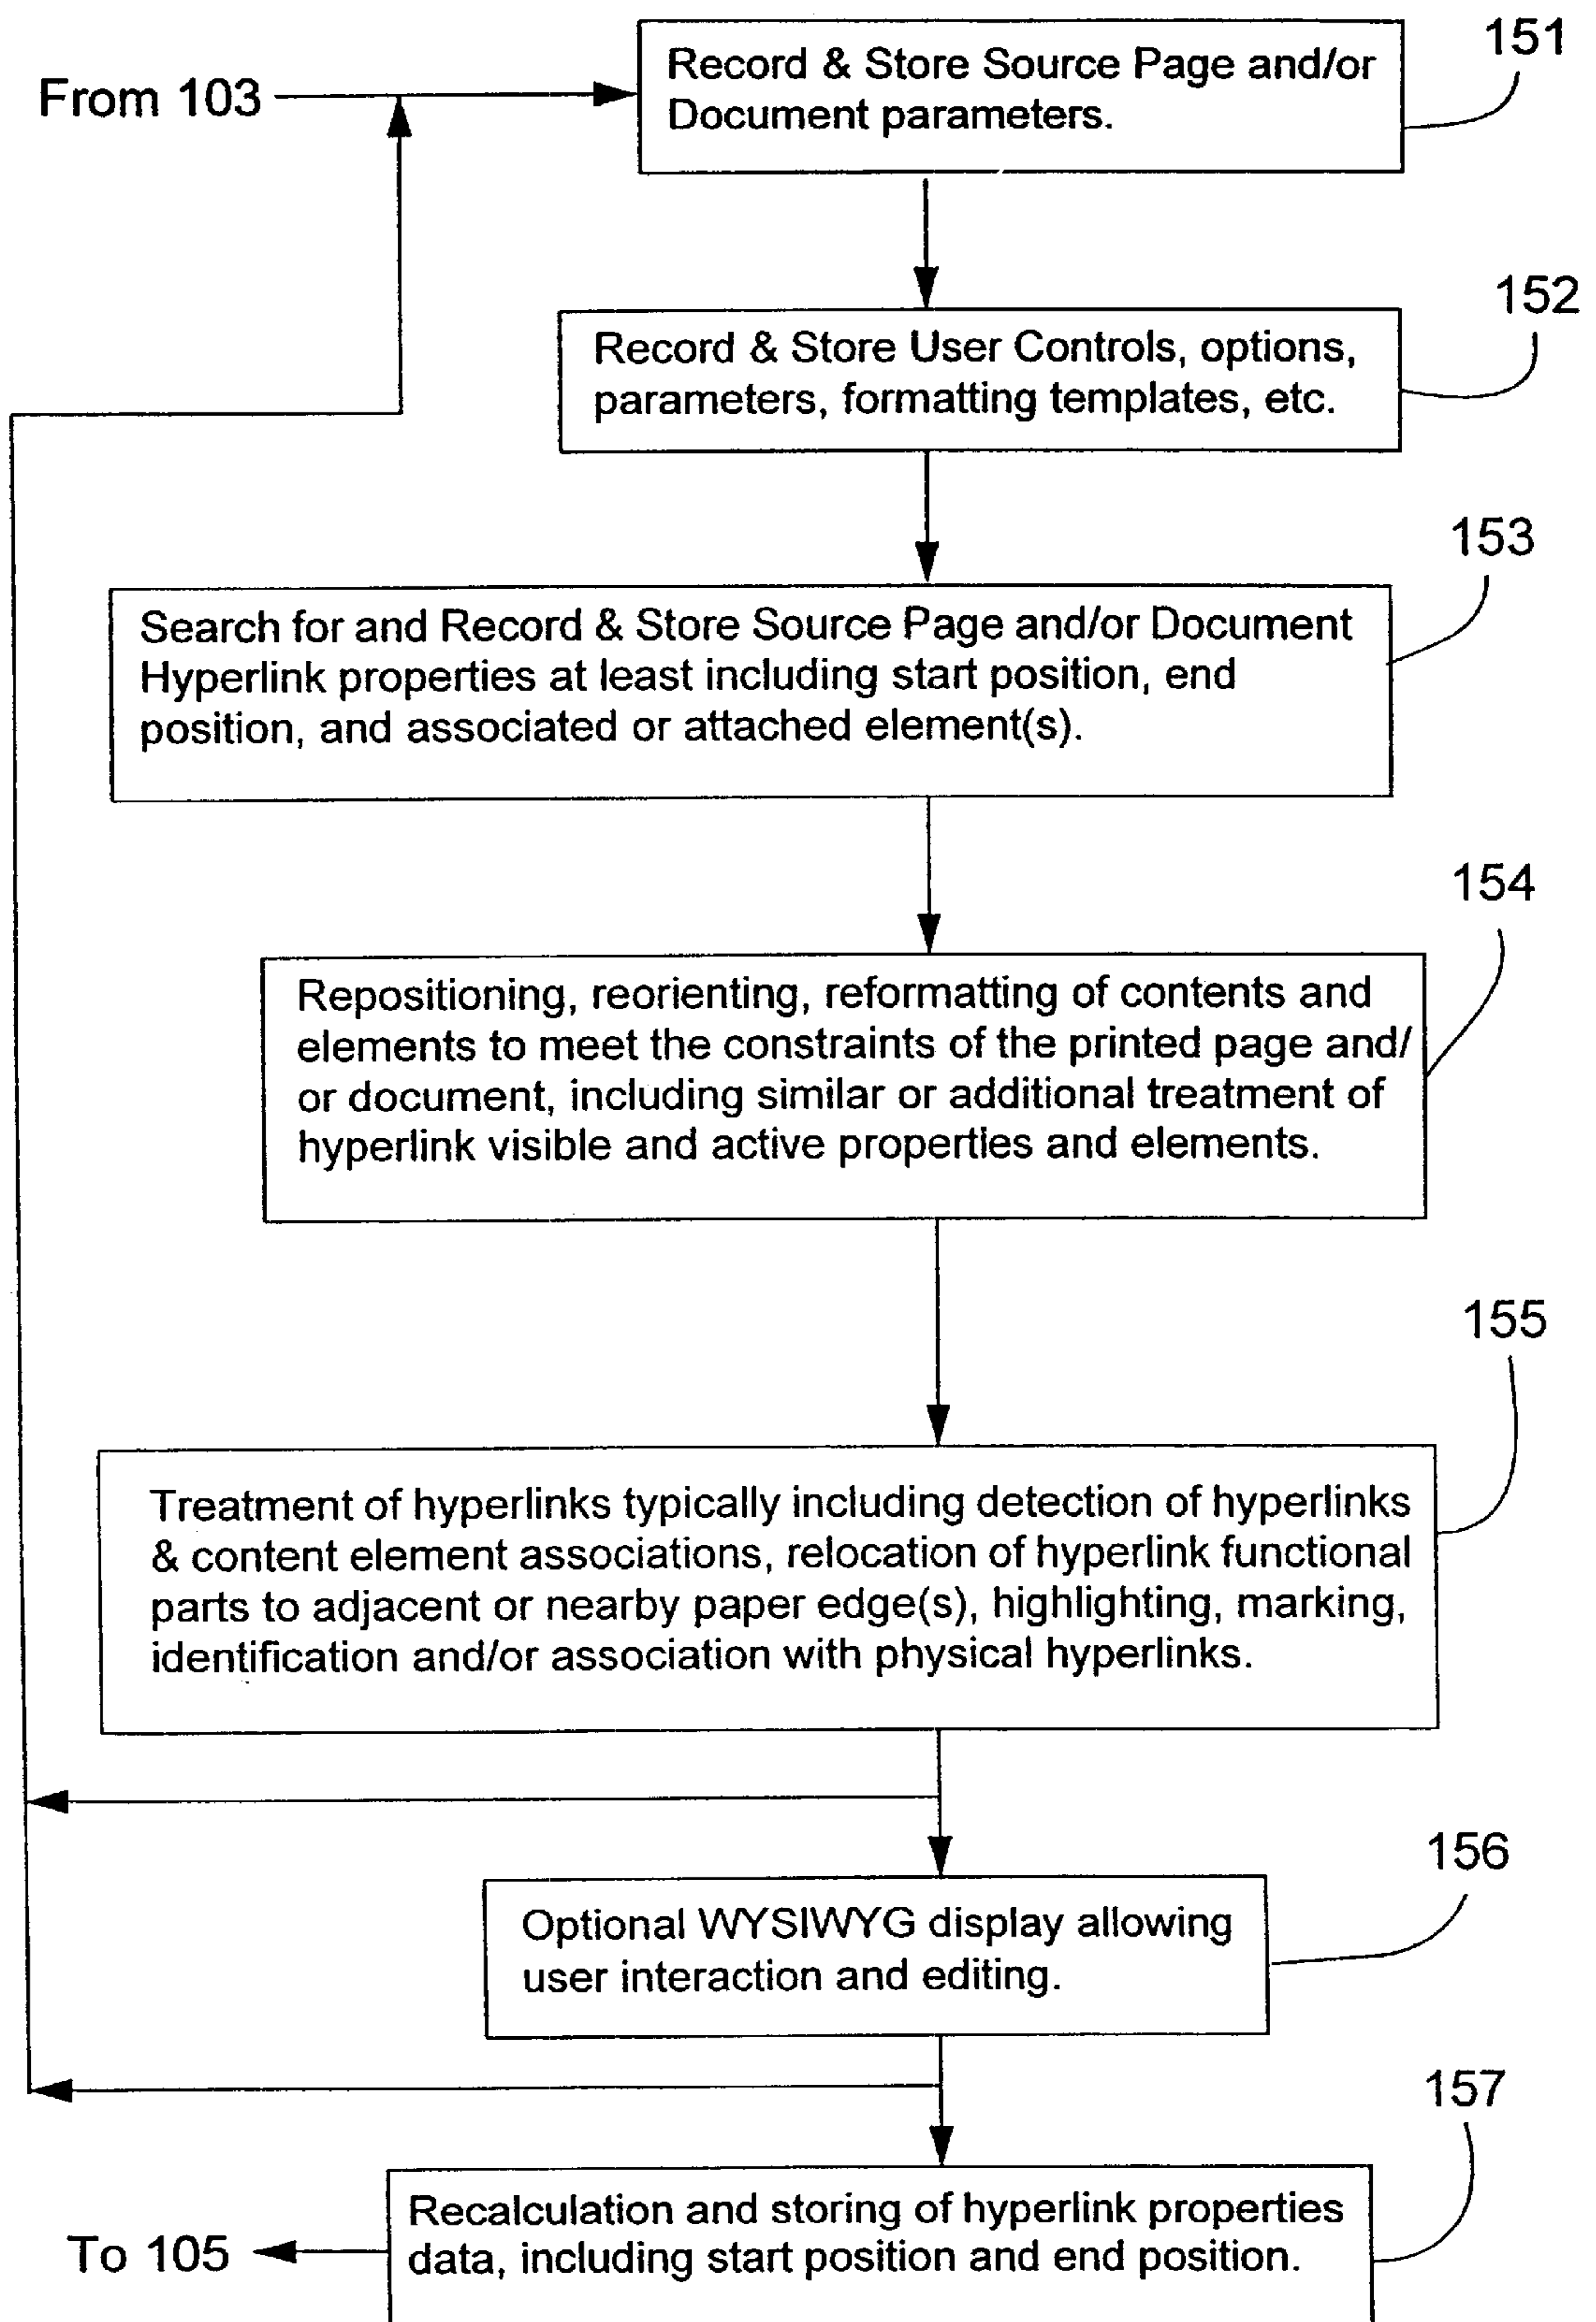 151
From 103
Record & Store Source Page and/or
Document parameters.
152
Record & Store User Controls, options,
parameters, formatting templates, etc.
153
Search for and Record & Store Source Page and/or Document
Hyperlink properties at least including start position, end
position, and associated or attached element(s).
154
Repositioning, reorienting, reformatting of contents and
elements to meet the constraints of the printed page and/
or document, including similar or additional treatment of
hyperlink visible and active properties and elements.
155
Treatment of hyperlinks typically including detection of hyperlinks
& content element associations, relocation of hyperlink functional
parts to adjacent or nearby paper edge(s), highlighting, marking,
identification and/or association with physical hyperlinks.
156
Optional WYSIWYG display allowing
user interaction and editing.
157
Recalculation and storing of hyperlink properties
data, including start position and end position.
To 105